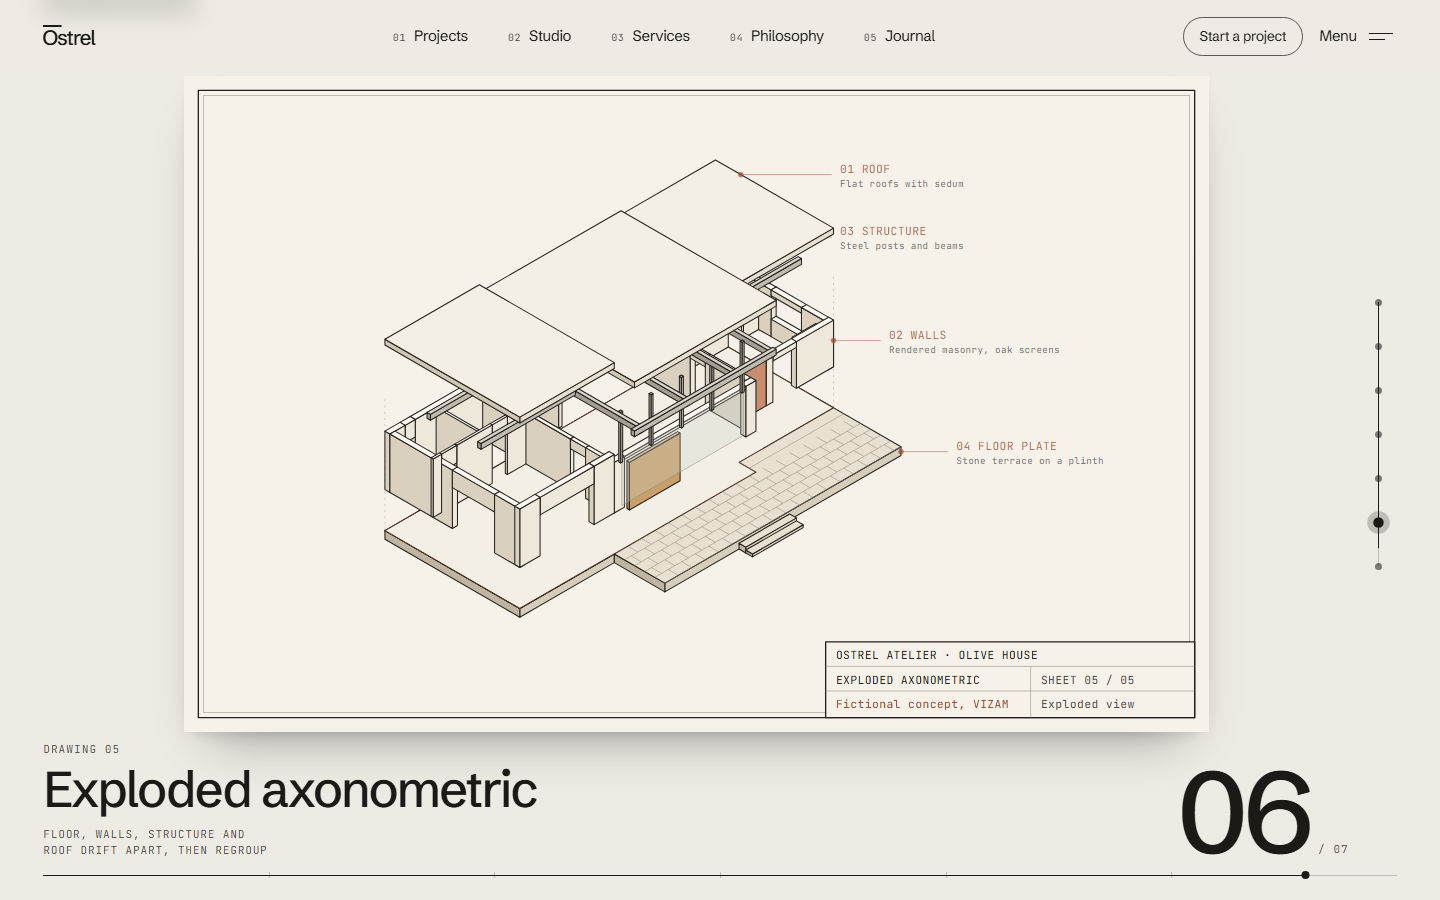 Ostrel
01 Projects
02 Studio
03 Services
04 Philosophy
05 Journal
Start a project
Menu
01 ROOF
Flat roofs with sedum
03 STRUCTURE
Steel posts and beams
02 WALLS
Rendered masonry, oak screens
04 FLOOR PLATE
Stone terrace on a plinth
OSTREL ATELIER · OLIVE HOUSE
EXPLODED AXONOMETRIC
SHEET 05 / 05
Fictional concept, VIZAM
Exploded view
DRAWING 05
Exploded axonometric
FLOOR, WALLS, STRUCTURE AND
ROOF DRIFT APART, THEN REGROUP
06 / 07